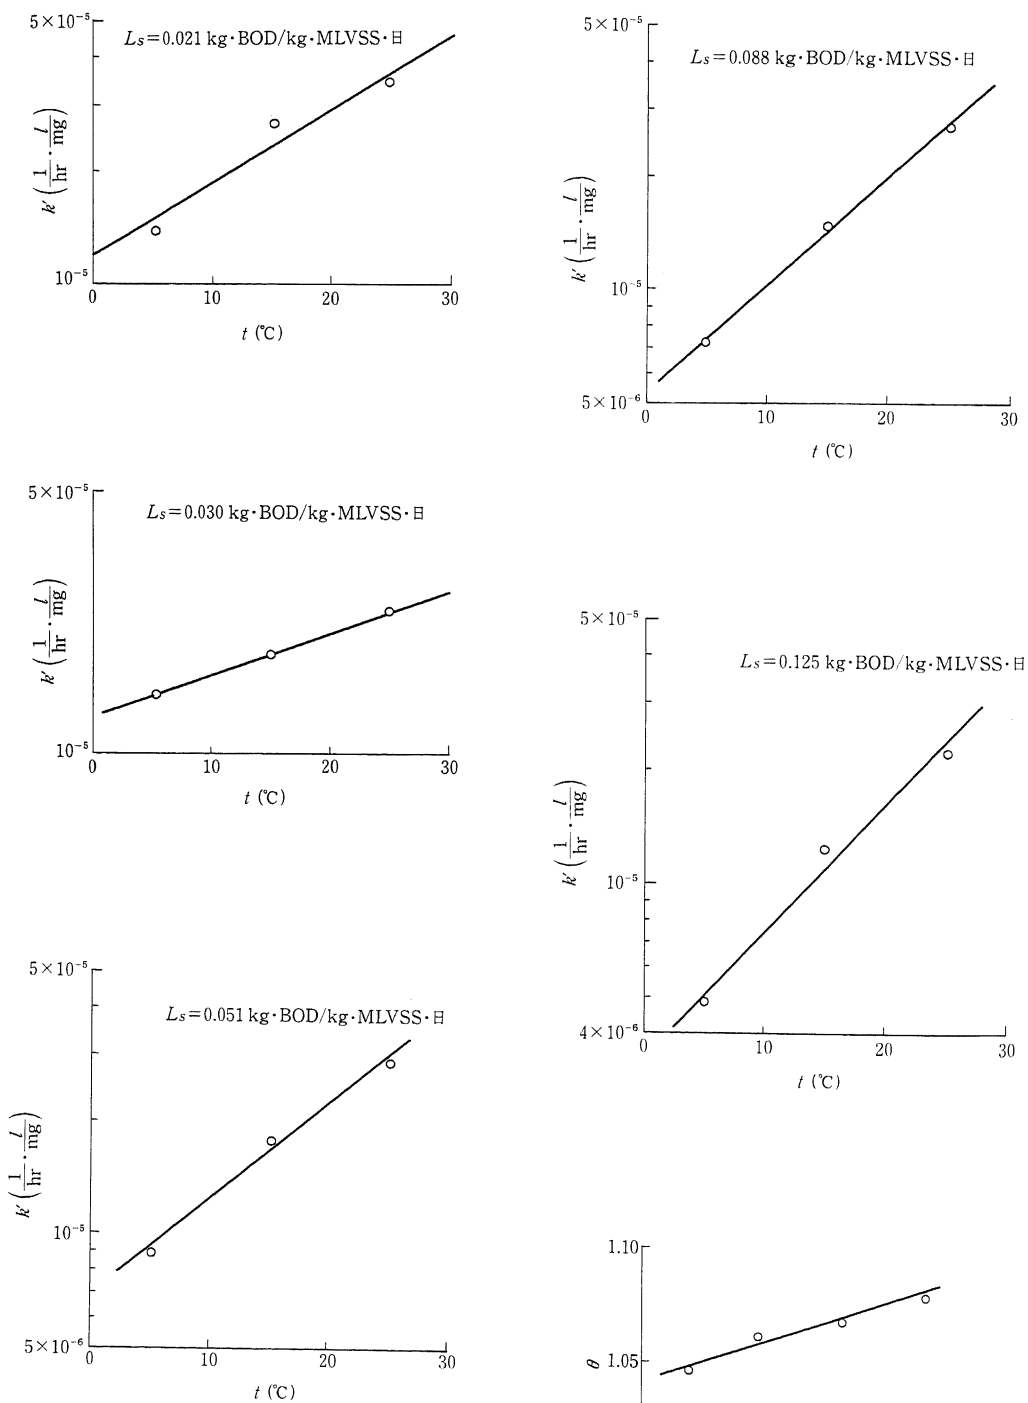 5×10⁻⁵
Ls=0.021 kg·BOD/kg·MLVSS·日
k′(1/hr·l/mg)
10⁻⁵
0 10 20 30
t (℃)
5×10⁻⁵
Ls=0.088 kg·BOD/kg·MLVSS·日
k′(1/hr·l/mg)
10⁻⁵
5×10⁻⁶
0 10 20 30
t (℃)
5×10⁻⁵
Ls=0.030 kg·BOD/kg·MLVSS·日
k′(1/hr·l/mg)
10⁻⁵
0 10 20 30
t (℃)
5×10⁻⁵
Ls=0.125 kg·BOD/kg·MLVSS·日
k′(1/hr·l/mg)
10⁻⁵
4×10⁻⁶
0 10 20 30
t (℃)
5×10⁻⁵
Ls=0.051 kg·BOD/kg·MLVSS·日
k′(1/hr·l/mg)
10⁻⁵
5×10⁻⁶
0 10 20 30
t (℃)
1.10
θ
1.05